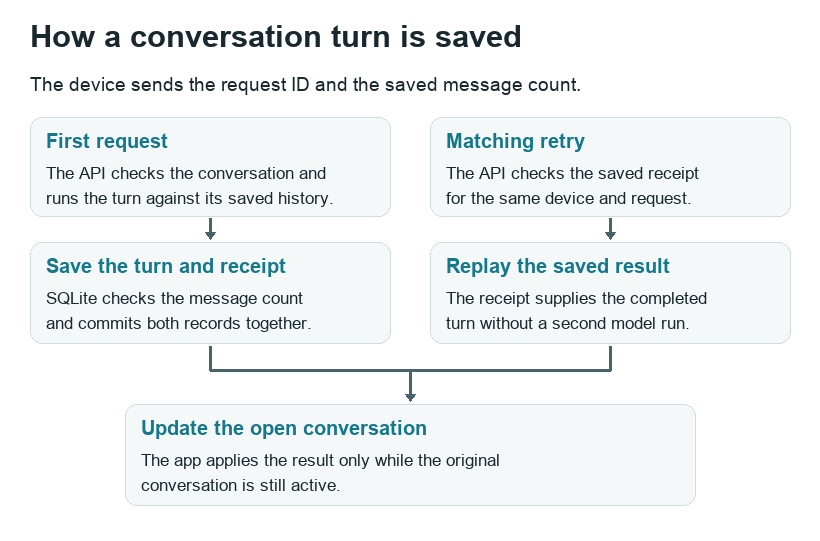 How a conversation turn is saved
The device sends the request ID and the saved message count.
First request
The API checks the conversation and
runs the turn against its saved history.
Matching retry
The API checks the saved receipt
for the same device and request.
Save the turn and receipt
SQLite checks the message count
and commits both records together.
Replay the saved result
The receipt supplies the completed
turn without a second model run.
Update the open conversation
The app applies the result only while the original
conversation is still active.